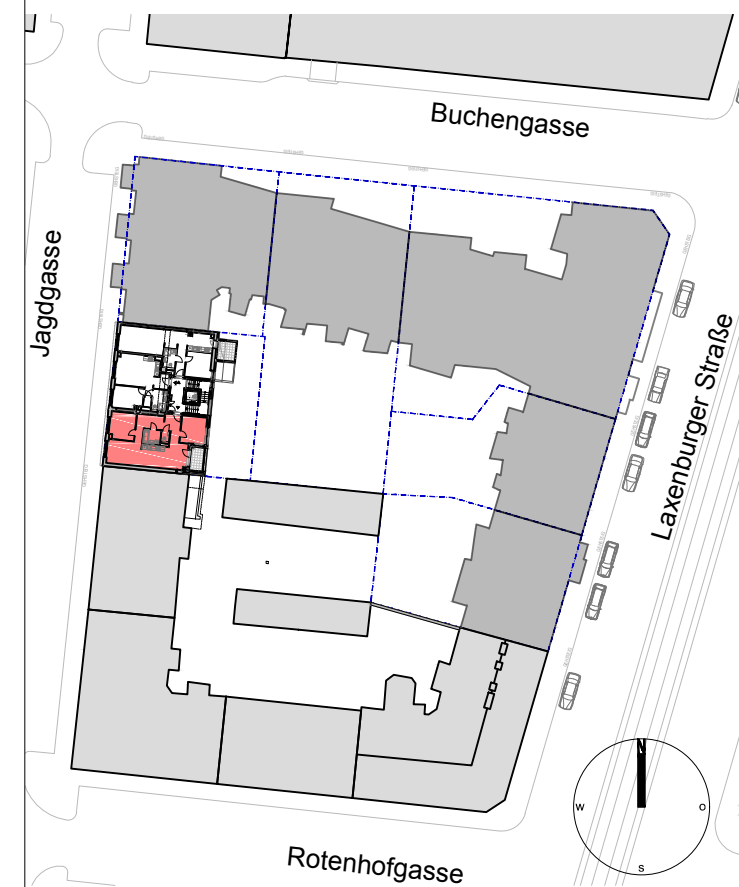 Buchengasse
Jagdgasse
Laxenburger Straße
N
W
O
S
Rotenhofgasse